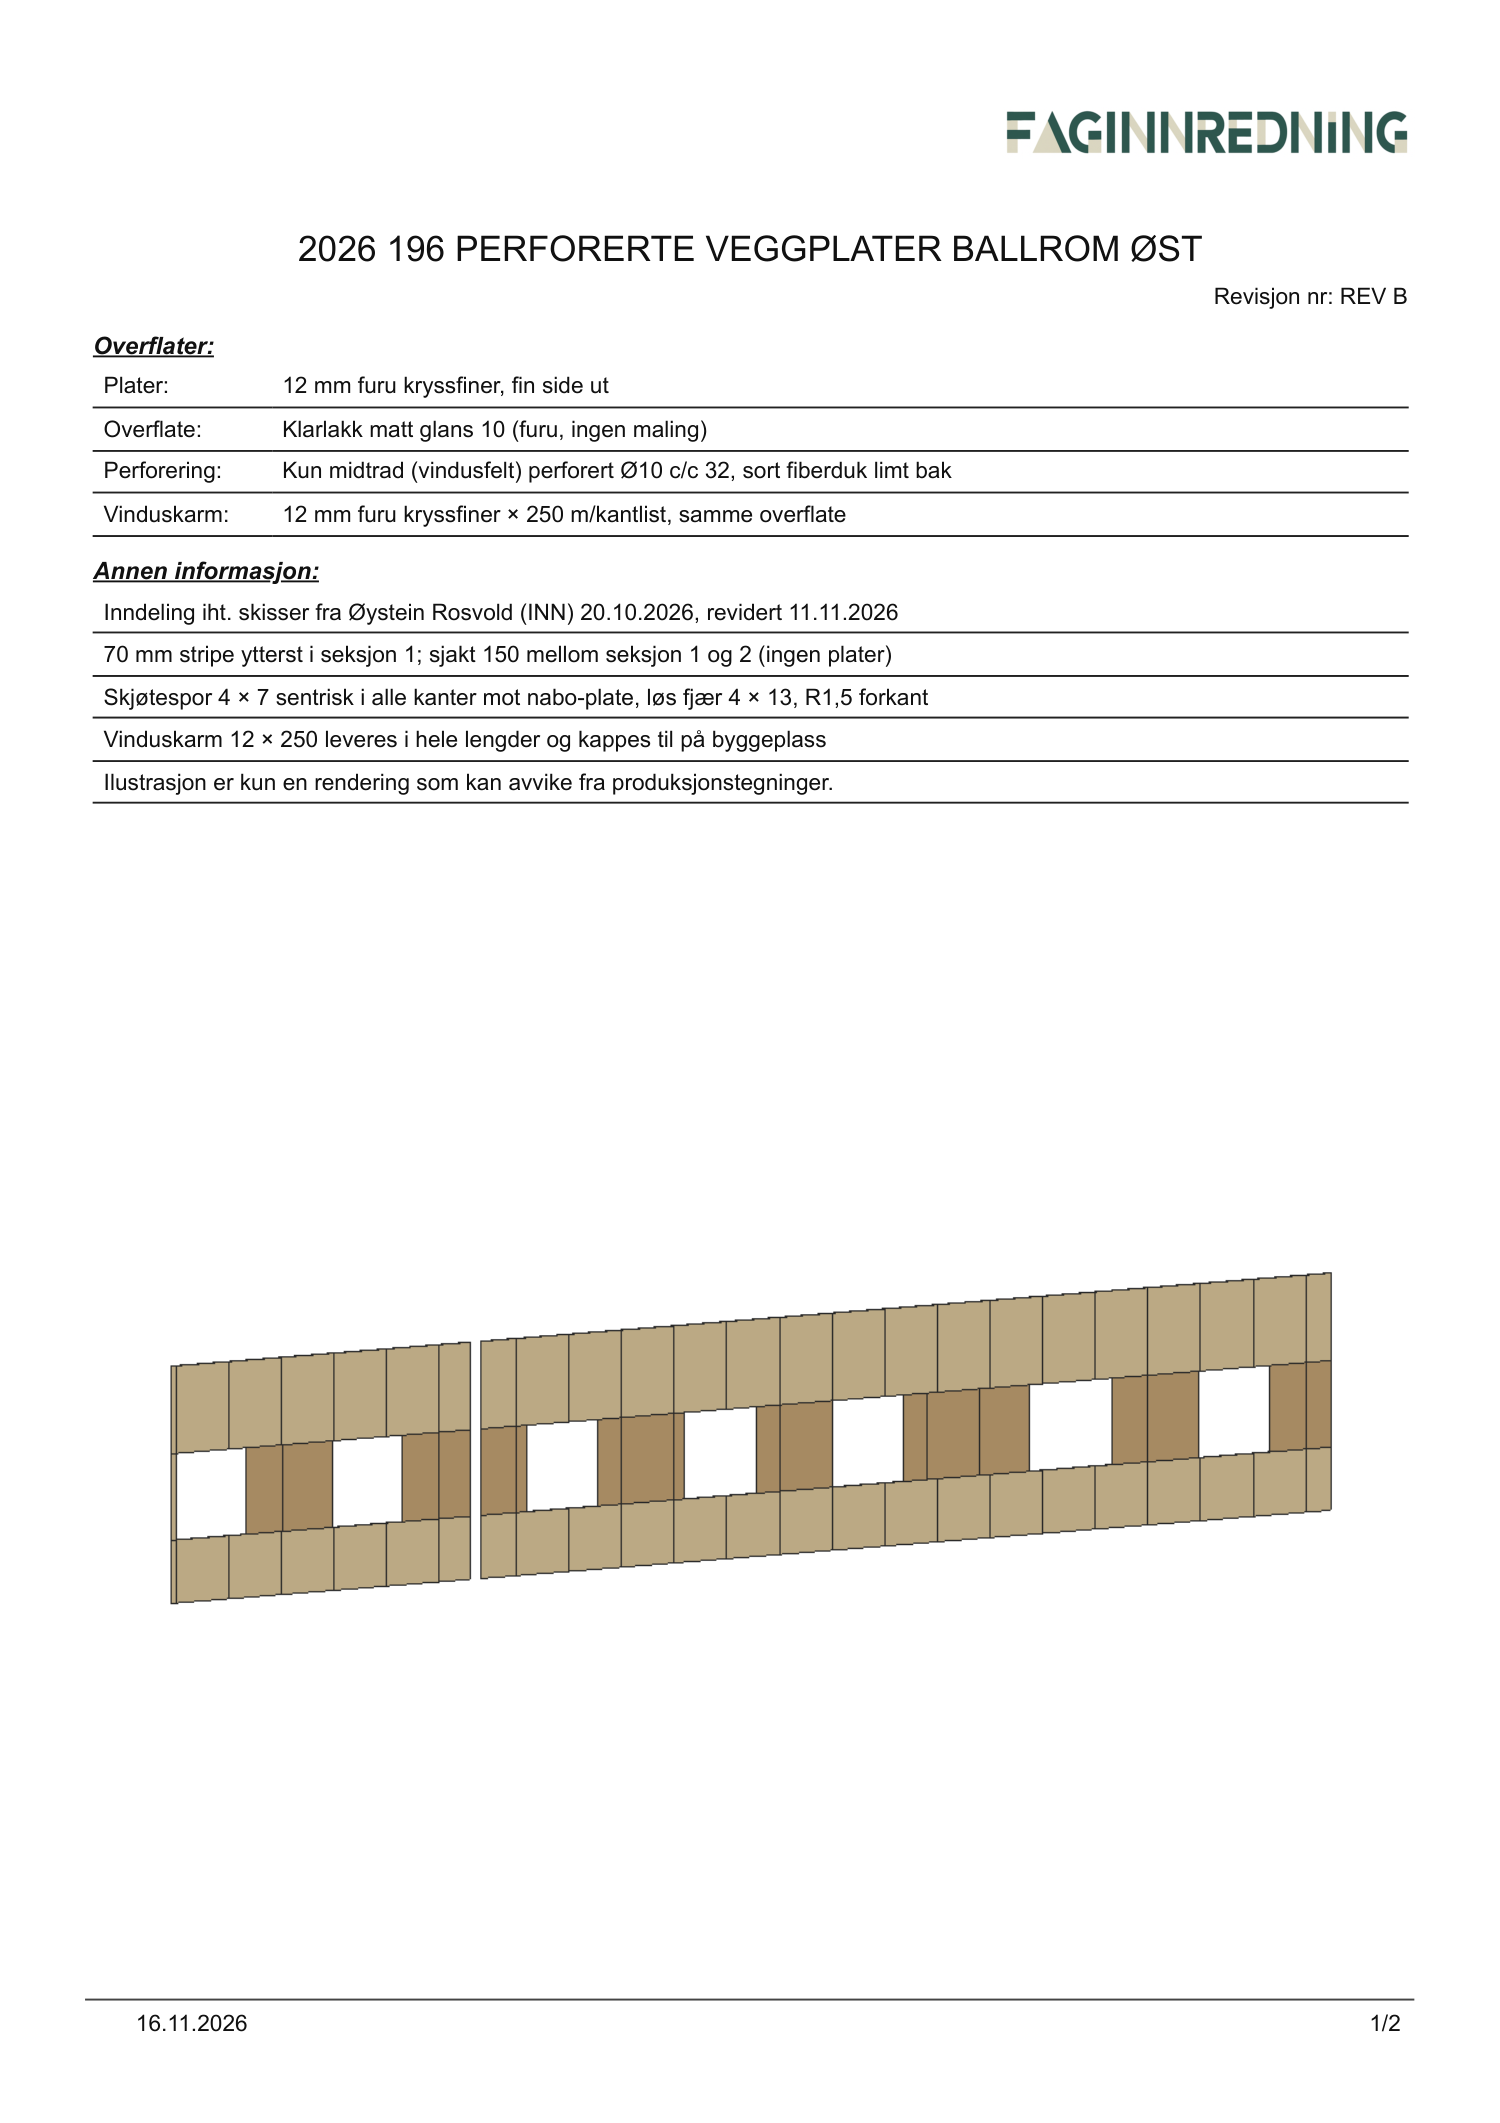 FAGINNREDNING
2026 196 PERFORERTE VEGGPLATER BALLROM ØST
Revisjon nr: REV B
Overflater:
Plater: 12 mm furu kryssfiner, fin side ut
Overflate: Klarlakk matt glans 10 (furu, ingen maling)
Perforering: Kun midtrad (vindusfelt) perforert Ø10 c/c 32, sort fiberduk limt bak
Vinduskarm: 12 mm furu kryssfiner × 250 m/kantlist, samme overflate
Annen informasjon:
Inndeling iht. skisser fra Øystein Rosvold (INN) 20.10.2026, revidert 11.11.2026
70 mm stripe ytterst i seksjon 1; sjakt 150 mellom seksjon 1 og 2 (ingen plater)
Skjøtespor 4 × 7 sentrisk i alle kanter mot nabo-plate, løs fjær 4 × 13, R1,5 forkant
Vinduskarm 12 × 250 leveres i hele lengder og kappes til på byggeplass
Ilustrasjon er kun en rendering som kan avvike fra produksjonstegninger.
16.11.2026
1/2